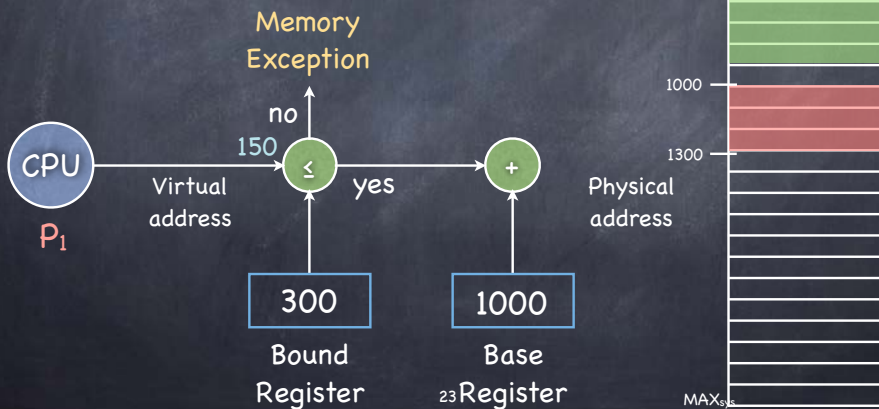 Memory
Exception
no
1000
150
1300
CPU
≤
yes
+
Virtual
address
Physical
address
P₁
300
1000
Bound
Register
Base
Register
23
MAXsys